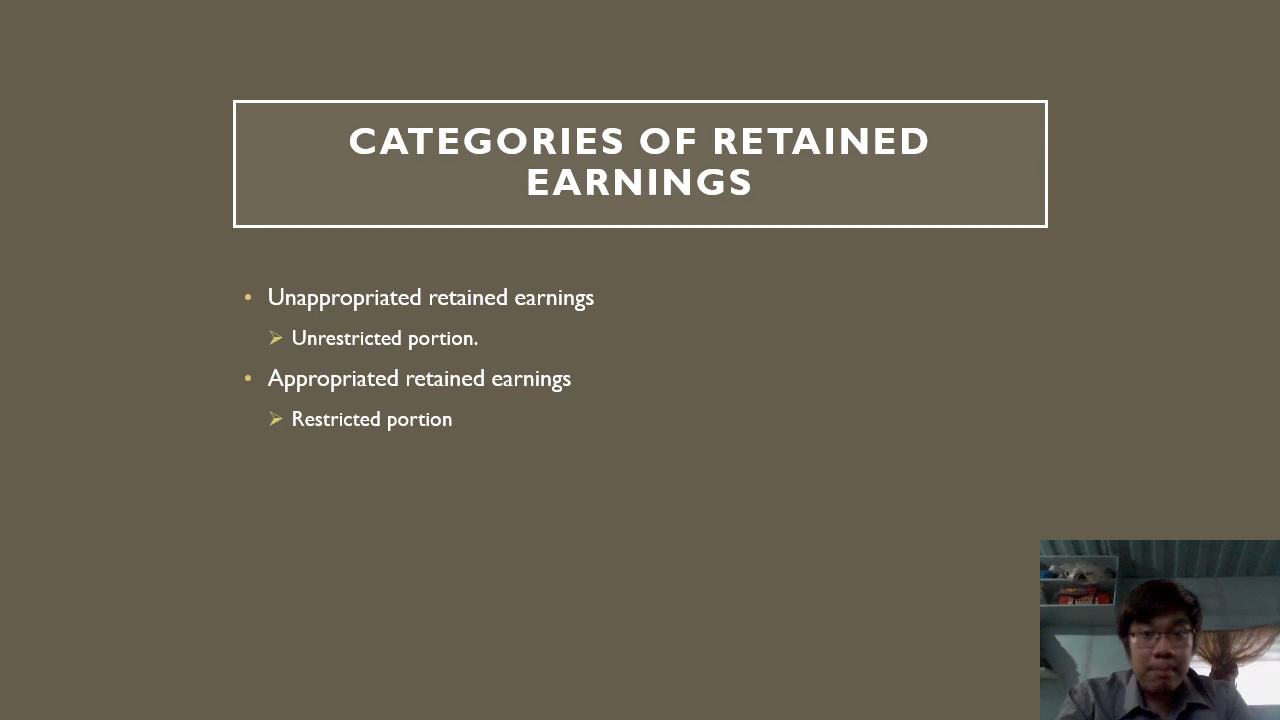 CATEGORIES OF RETAINED
EARNINGS
• Unappropriated retained earnings
➢ Unrestricted portion.
• Appropriated retained earnings
➢ Restricted portion